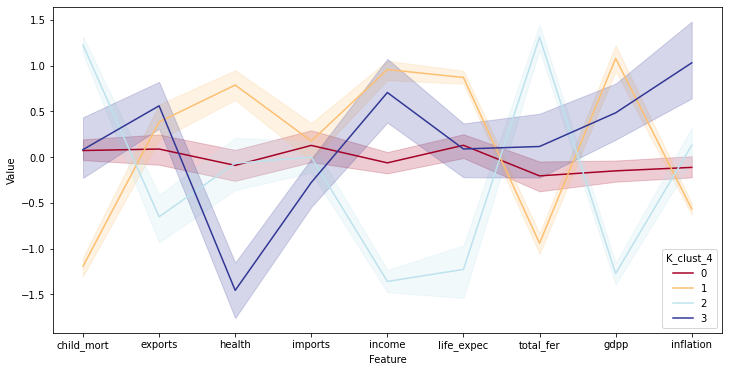 1.5
1.0
0.5
0.0
−0.5
−1.0
−1.5
Value
child_mort exports health imports income life_expec total_fer gdpp inflation
Feature
K_clust_4
0
1
2
3